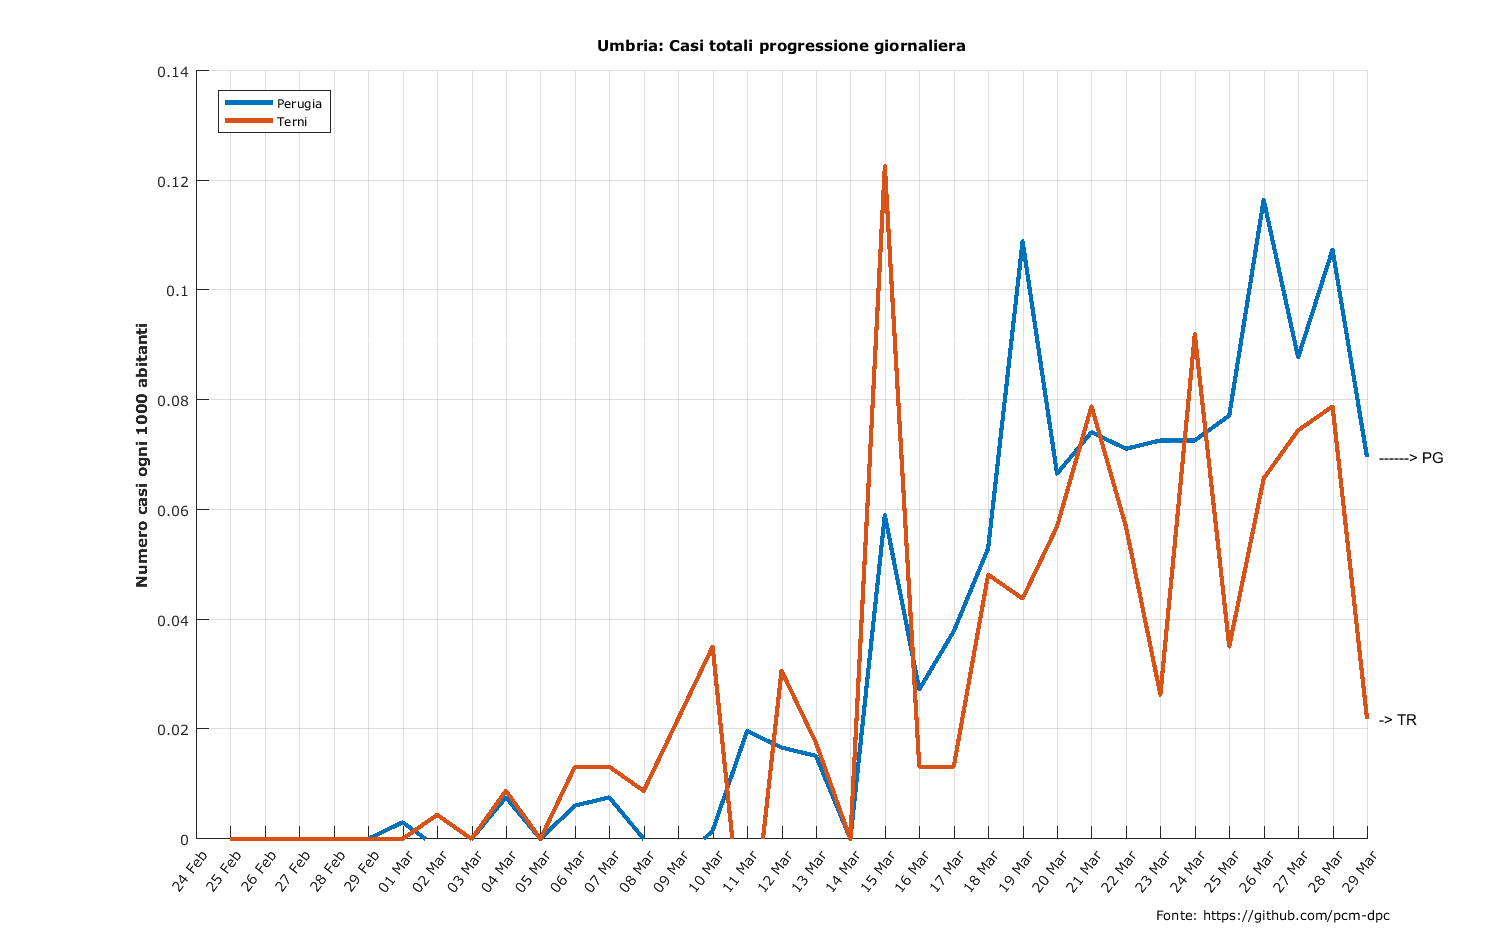 Umbria: Casi totali progressione giornaliera
Perugia
Terni
Numero casi ogni 1000 abitanti
0.14
0.12
0.1
0.08
0.06
0.04
0.02
0
------> PG
-> TR
24 Feb
25 Feb
26 Feb
27 Feb
28 Feb
29 Feb
01 Mar
02 Mar
03 Mar
04 Mar
05 Mar
06 Mar
07 Mar
08 Mar
09 Mar
10 Mar
11 Mar
12 Mar
13 Mar
14 Mar
15 Mar
16 Mar
17 Mar
18 Mar
19 Mar
20 Mar
21 Mar
22 Mar
23 Mar
24 Mar
25 Mar
26 Mar
27 Mar
28 Mar
29 Mar
Fonte: https://github.com/pcm-dpc